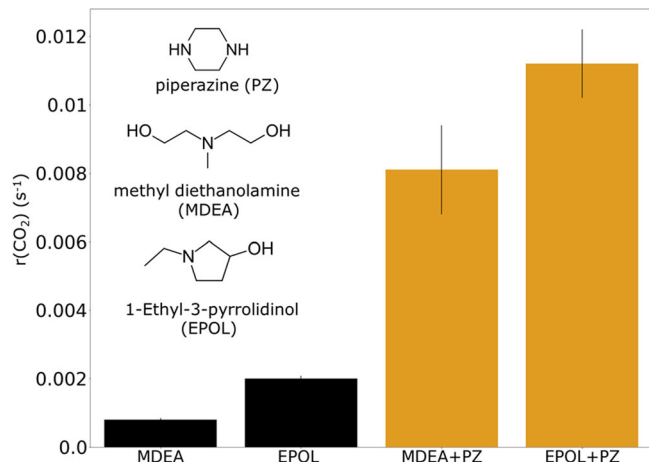 r(CO₂) (s⁻¹)
0.012
0.01
0.008
0.006
0.004
0.002
0.0
HN
NH
piperazine (PZ)
HO
N
OH
methyl diethanolamine
(MDEA)
N
OH
1-Ethyl-3-pyrrolidinol
(EPOL)
MDEA
EPOL
MDEA+PZ
EPOL+PZ